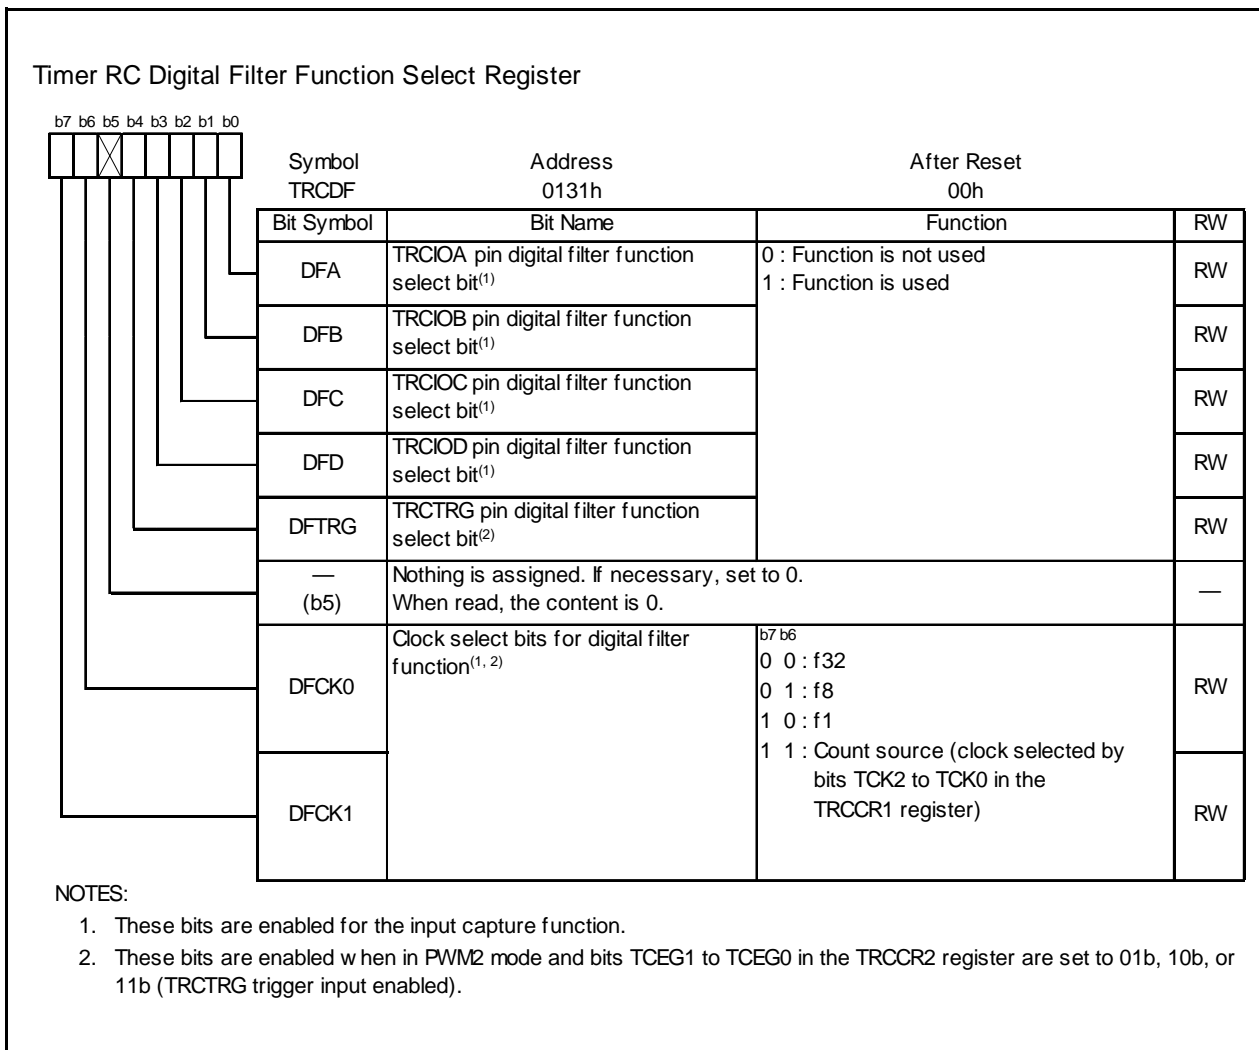 Timer RC Digital Filter Function Select Register
b7 b6 b5 b4 b3 b2 b1 b0
Symbol Address After Reset
TRCDF 0131h 00h
Bit Symbol Bit Name Function RW
DFA TRCIOA pin digital filter function select bit(1) 0 : Function is not used RW
1 : Function is used
DFB TRCIOB pin digital filter function select bit(1) RW
DFC TRCIOC pin digital filter function select bit(1) RW
DFD TRCIOD pin digital filter function select bit(1) RW
DFTRG TRCTRG pin digital filter function select bit(2) RW
— (b5) Nothing is assigned. If necessary, set to 0. —
When read, the content is 0.
DFCK0 Clock select bits for digital filter function(1, 2) b7 b6 RW
0 0 : f32
0 1 : f8
1 0 : f1
1 1 : Count source (clock selected by
bits TCK2 to TCK0 in the
TRCCR1 register)
DFCK1 RW
NOTES:
1. These bits are enabled for the input capture function.
2. These bits are enabled w hen in PWM2 mode and bits TCEG1 to TCEG0 in the TRCCR2 register are set to 01b, 10b, or
11b (TRCTRG trigger input enabled).